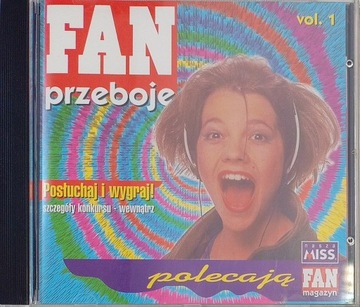 FAN
vol. 1
przeboje
Posłuchaj i wygraj!
szczegóły konkursu - wewnątrz
MISS
polecają
FAN
magazyn